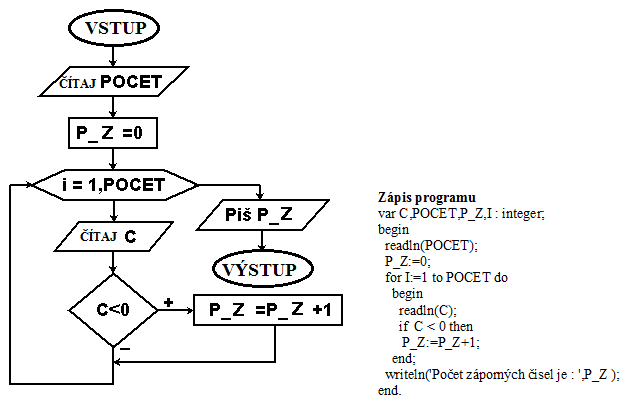 VSTUP
ČÍTAJ POCET
P_Z =0
i = 1,POCET
ČÍTAJ C
Piš P_Z
VÝSTUP
C<0
+
P_Z =P_Z +1
–
Zápis programu
var C,POCET,P_Z,I : integer;
begin
readln(POCET);
P_Z:=0;
for I:=1 to POCET do
begin
readln(C);
if C < 0 then
P_Z:=P_Z+1;
end;
writeln('Počet záporných čisel je : ',P_Z );
end.